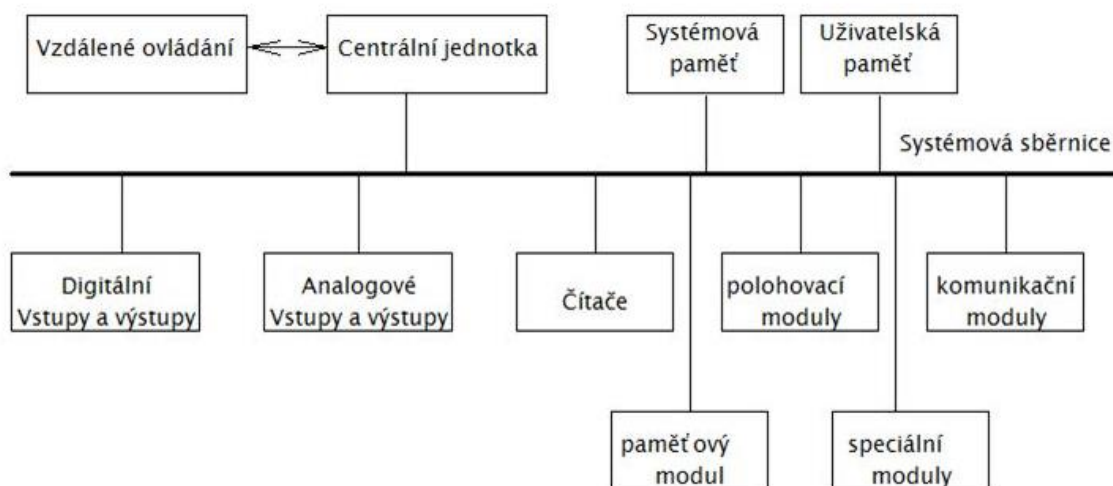 Vzdálené ovládání
Centrální jednotka
Systémová
paměť
Uživatelská
paměť
Systémová sběrnice
Digitální
Vstupy a výstupy
Analogové
Vstupy a výstupy
Čítače
polohovací
moduly
komunikační
moduly
paměťový
modul
speciální
moduly